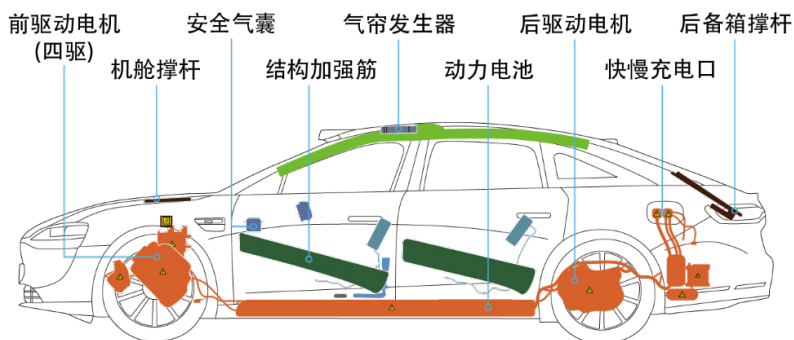 前驱动电机
(四驱)
机舱撑杆
安全气囊
结构加强筋
气帘发生器
动力电池
后驱动电机
快慢充电口
后备箱撑杆